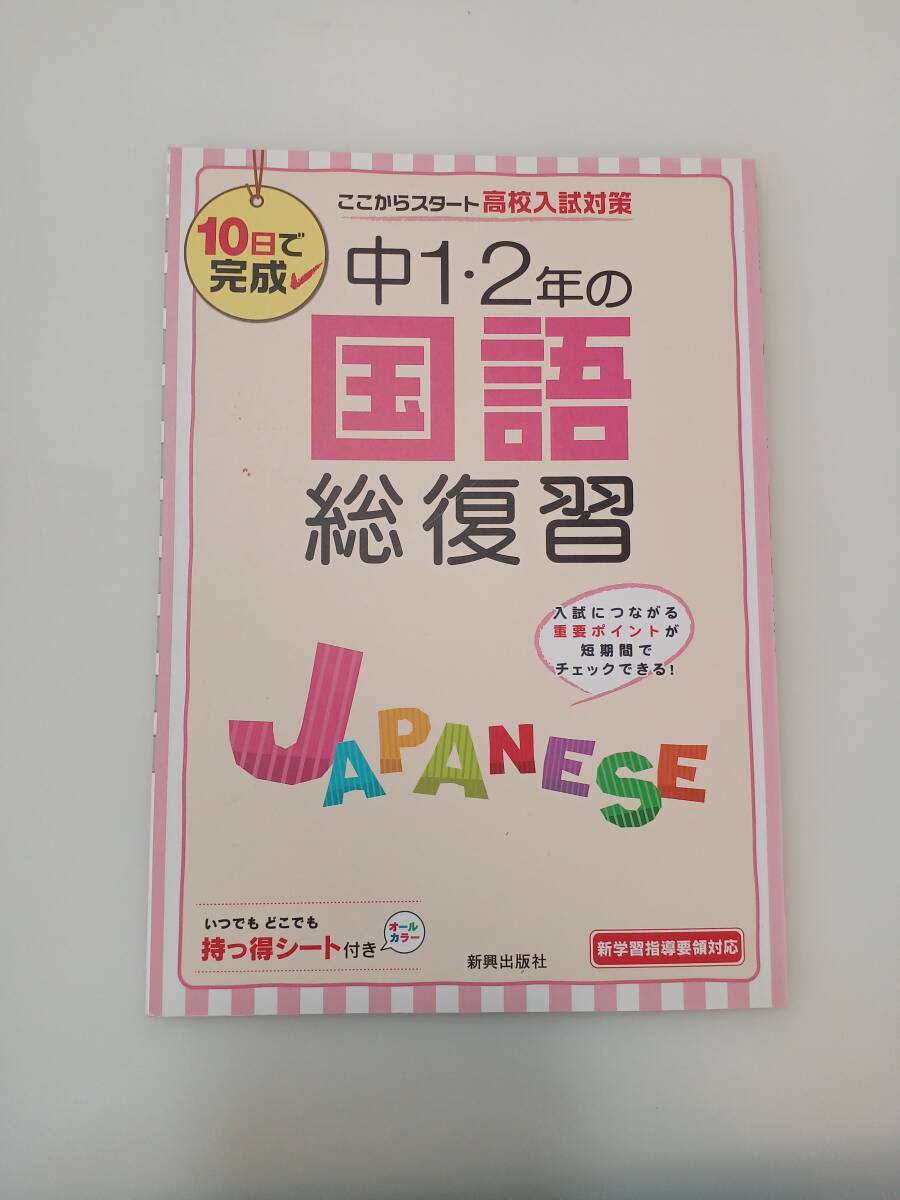 ここからスタート高校入試対策
10日で
完成
中1・2年の
国語
総復習
入試につながる
重要ポイントが
短期間で
チェックできる!
JAPANESE
いつでも どこでも
持っ得シート付き
オール
カラー
新興出版社
新学習指導要領対応